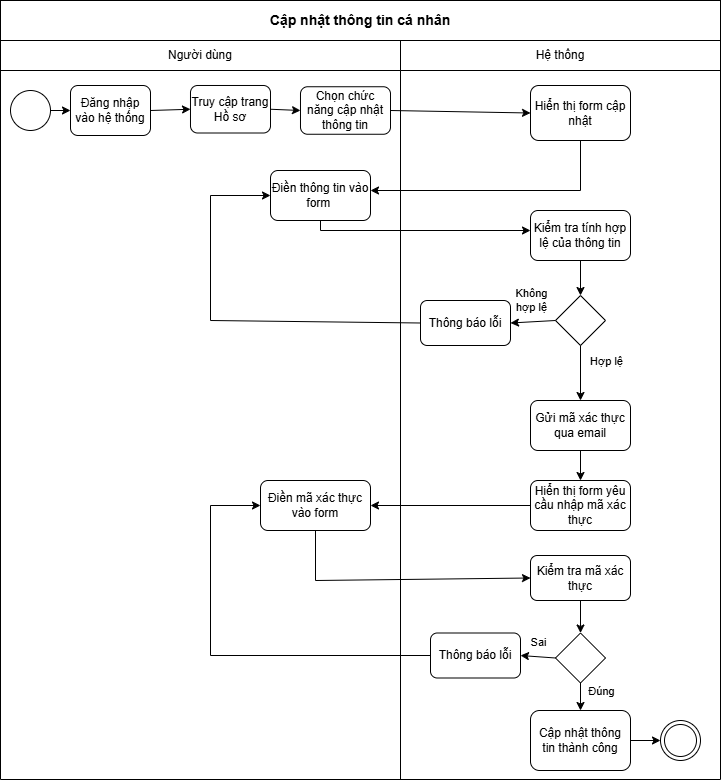 Cập nhật thông tin cá nhân
Người dùng
Hệ thống
Đăng nhập
vào hệ thống
Truy cập trang
Hồ sơ
Chọn chức
năng cập nhật
thông tin
Hiển thị form cập
nhật
Điền thông tin vào
form
Kiểm tra tính hợp
lệ của thông tin
Không
hợp lệ
Thông báo lỗi
Hợp lệ
Gửi mã xác thực
qua email
Điền mã xác thực
vào form
Hiển thị form yêu
cầu nhập mã xác
thực
Kiểm tra mã xác
thực
Sai
Thông báo lỗi
Đúng
Cập nhật thông
tin thành công